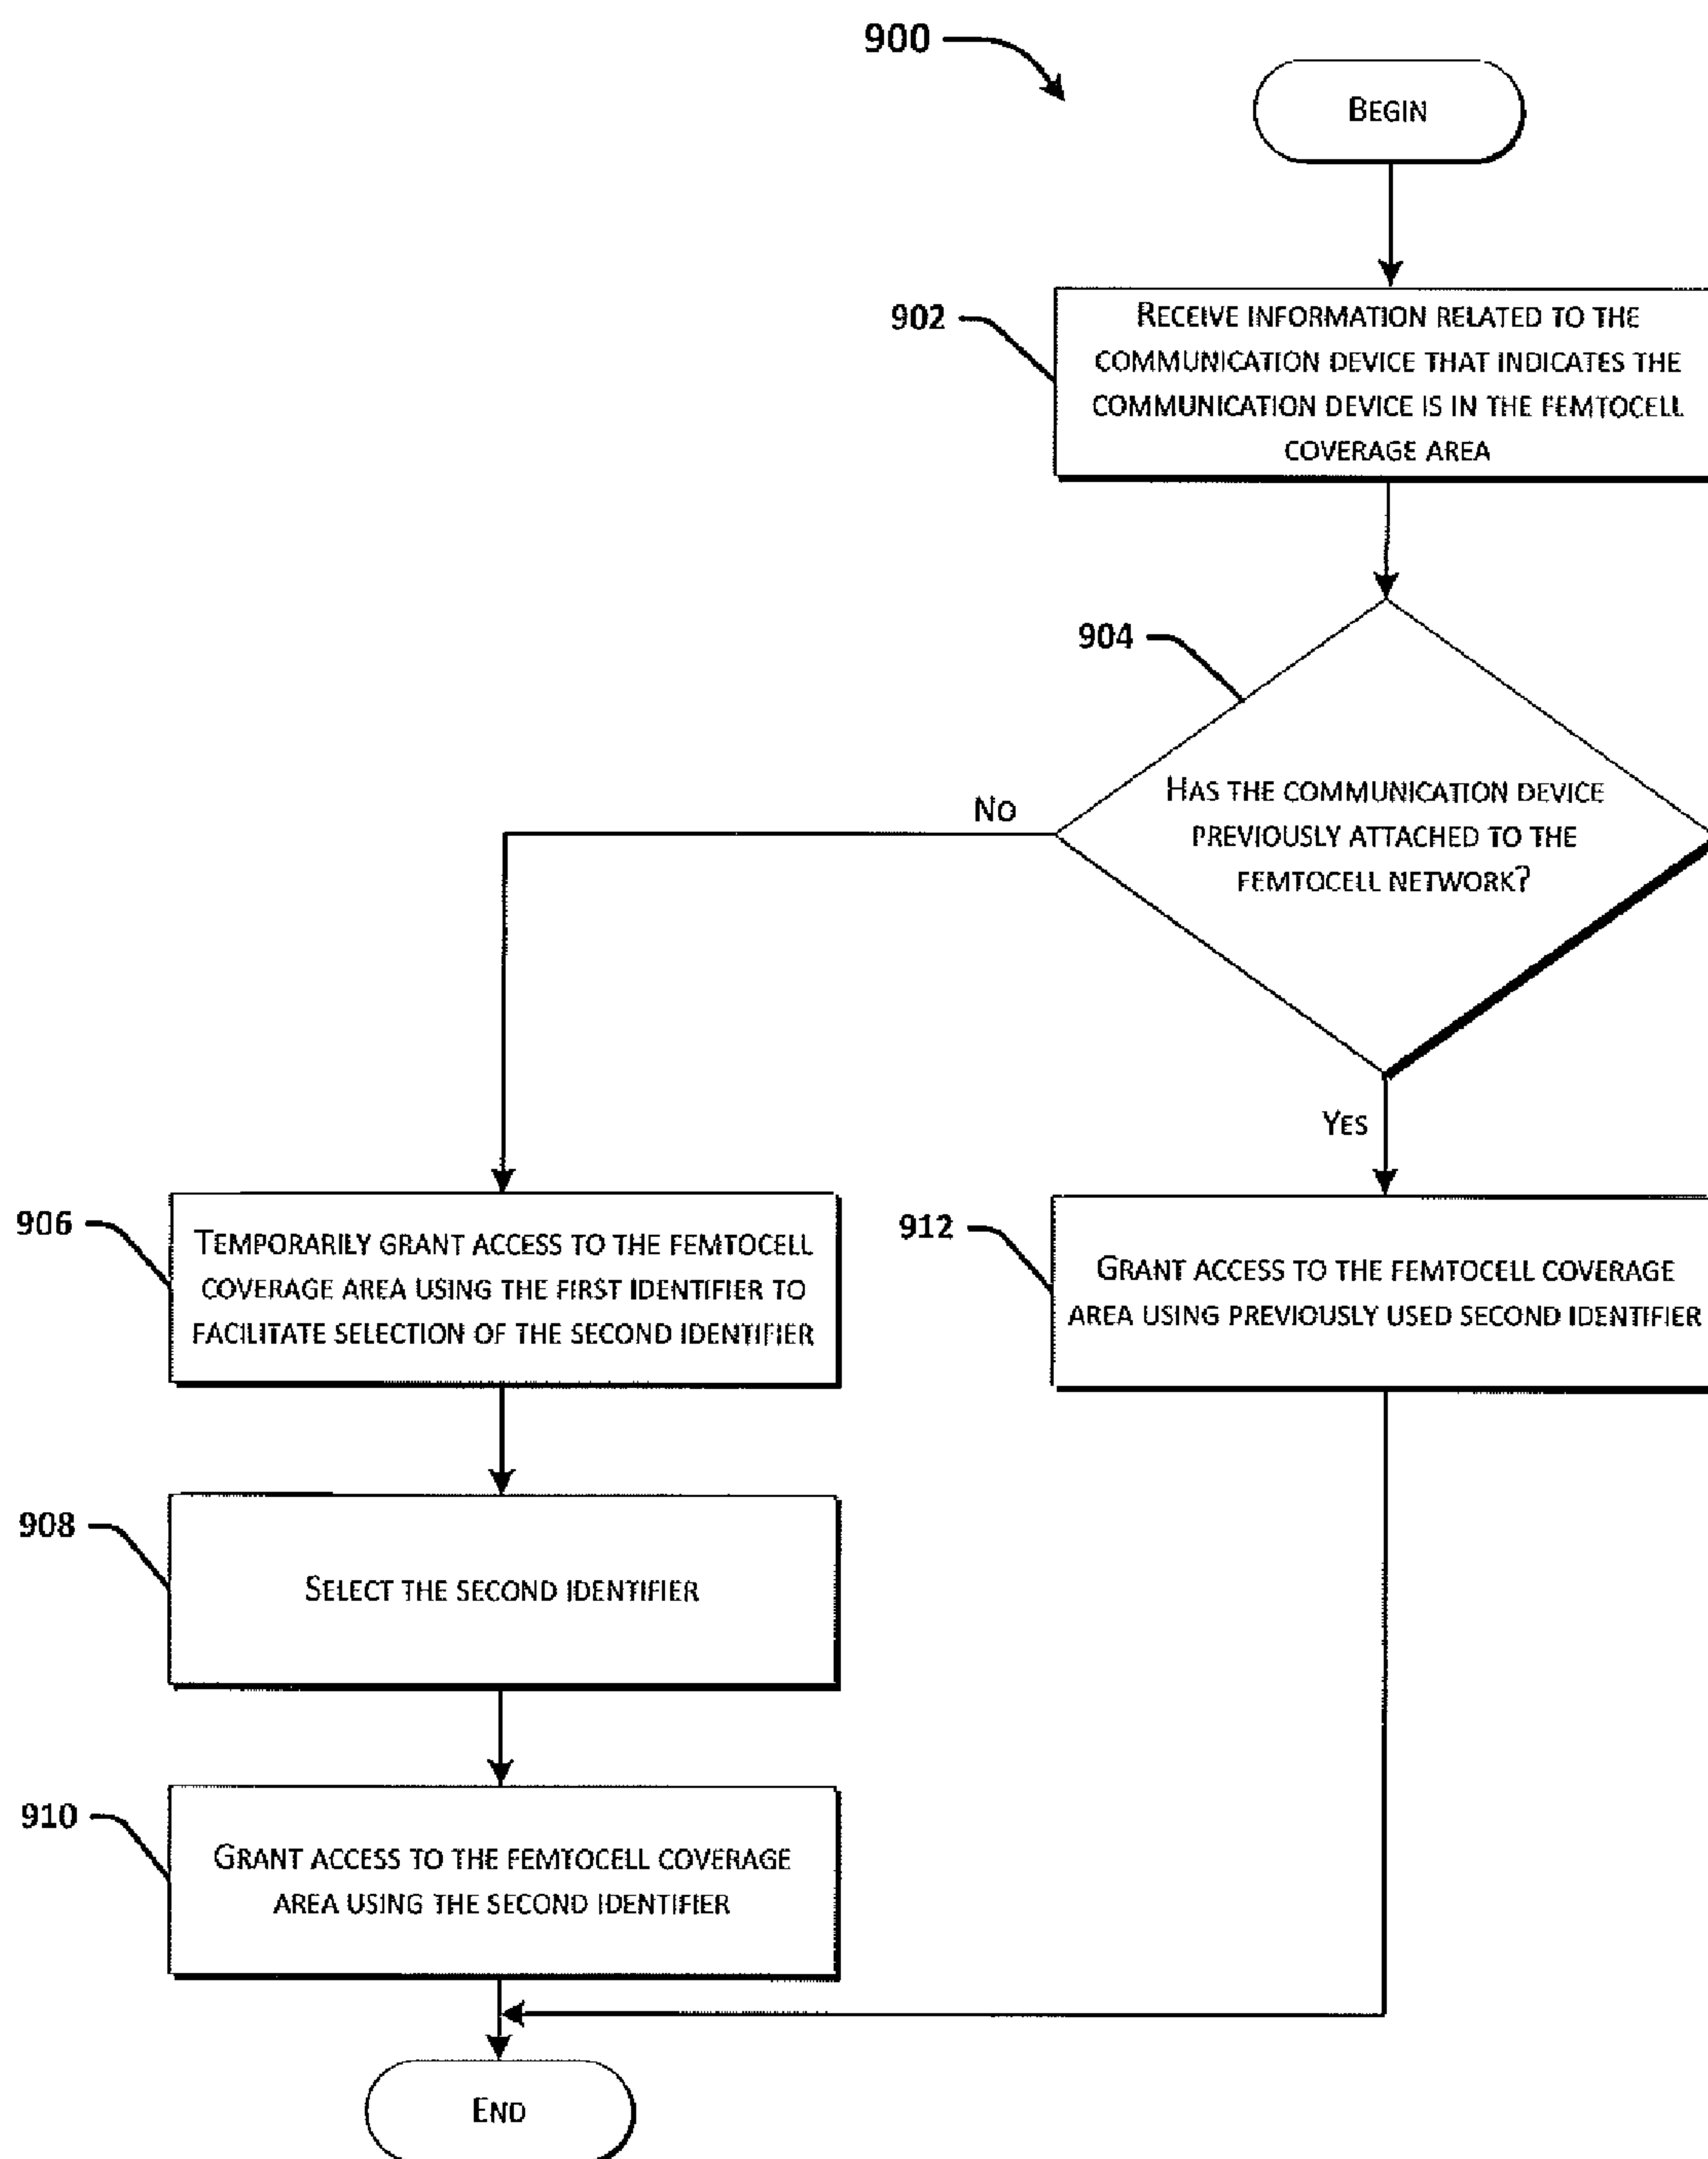 900
BEGIN
902
RECEIVE INFORMATION RELATED TO THE
COMMUNICATION DEVICE THAT INDICATES THE
COMMUNICATION DEVICE IS IN THE FEMTOCELL
COVERAGE AREA
904
HAS THE COMMUNICATION DEVICE
PREVIOUSLY ATTACHED TO THE
FEMTOCELL NETWORK?
NO
YES
906
TEMPORARILY GRANT ACCESS TO THE FEMTOCELL
COVERAGE AREA USING THE FIRST IDENTIFIER TO
FACILITATE SELECTION OF THE SECOND IDENTIFIER
912
GRANT ACCESS TO THE FEMTOCELL COVERAGE
AREA USING PREVIOUSLY USED SECOND IDENTIFIER
908
SELECT THE SECOND IDENTIFIER
910
GRANT ACCESS TO THE FEMTOCELL COVERAGE
AREA USING THE SECOND IDENTIFIER
END